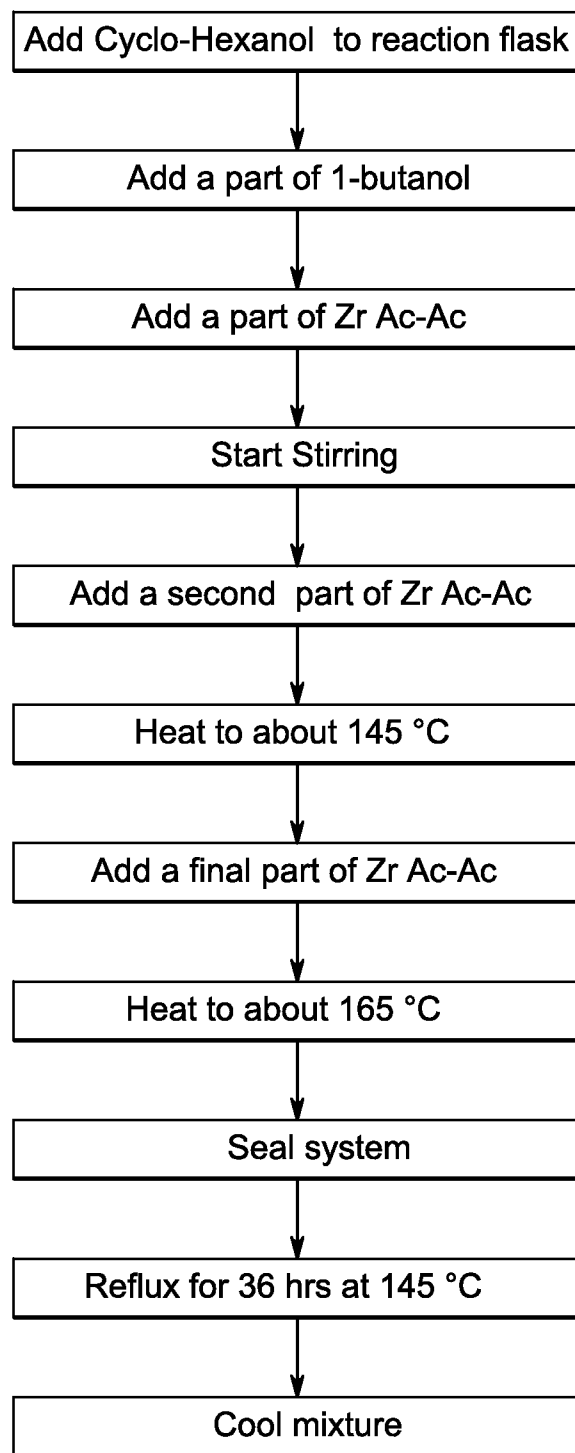 Add Cyclo-Hexanol to reaction flask
Add a part of 1-butanol
Add a part of Zr Ac-Ac
Start Stirring
Add a second part of Zr Ac-Ac
Heat to about 145 °C
Add a final part of Zr Ac-Ac
Heat to about 165 °C
Seal system
Reflux for 36 hrs at 145 °C
Cool mixture